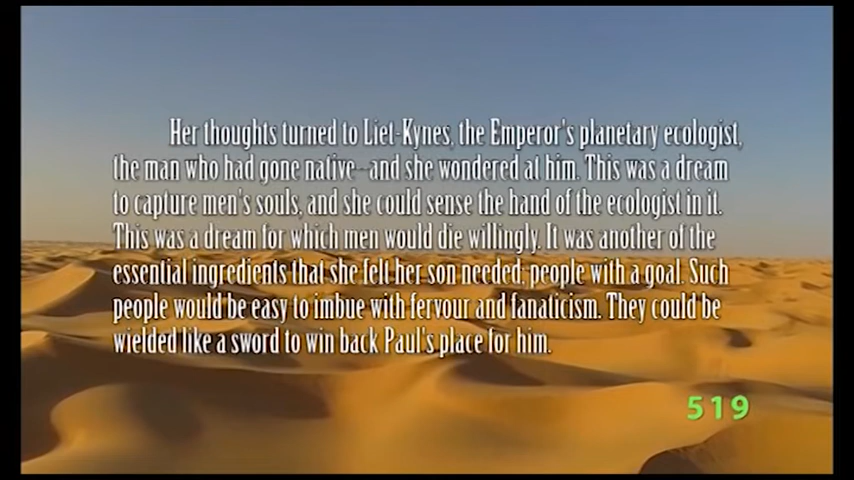 Her thoughts turned to Liet-Kynes, the Emperor's planetary ecologist,
the man who had gone native--and she wondered at him. This was a dream
to capture men's souls, and she could sense the hand of the ecologist in it.
This was a dream for which men would die willingly. It was another of the
essential ingredients that she felt her son needed: people with a goal. Such
people would be easy to imbue with fervour and fanaticism. They could be
wielded like a sword to win back Paul's place for him.
519